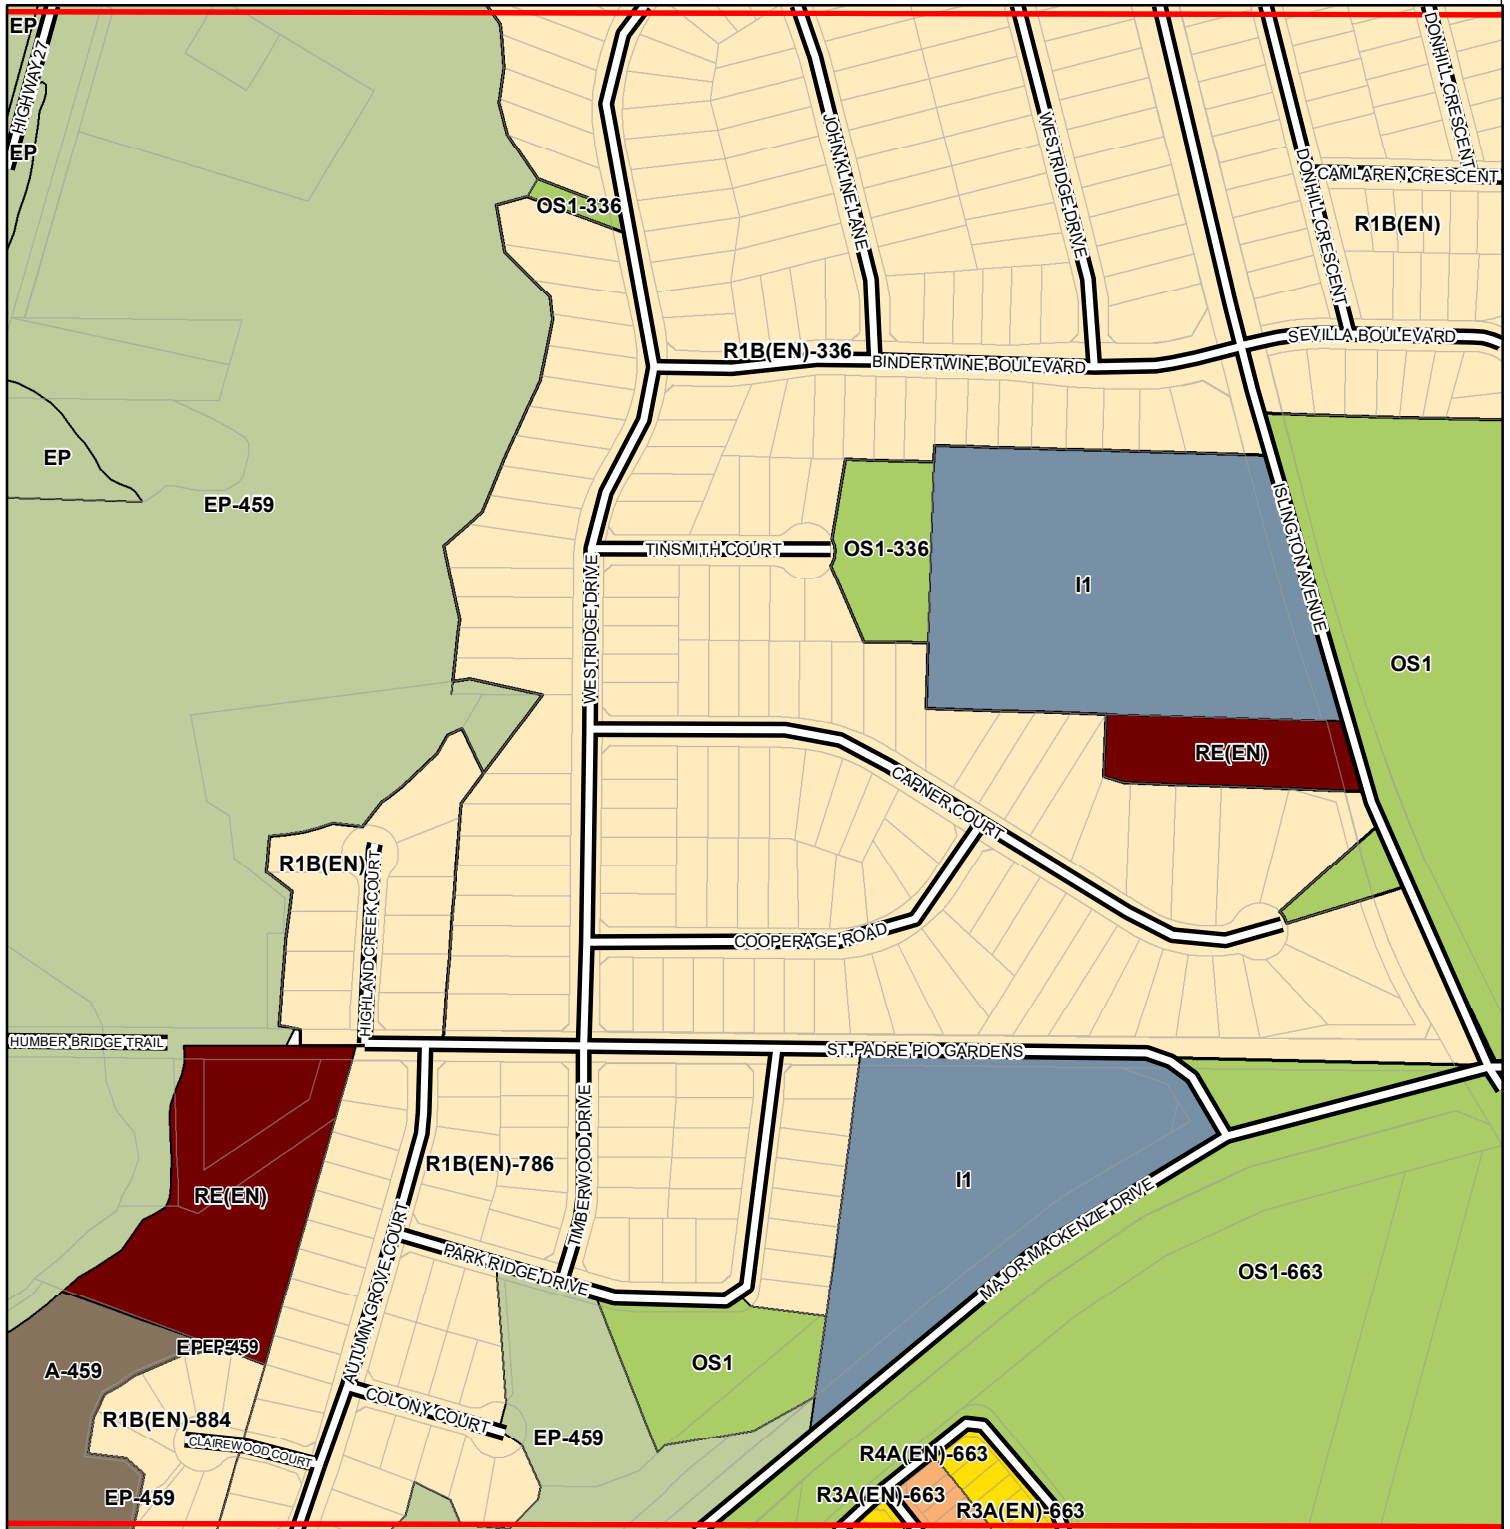 EP
HIGHWAY 27
EP
DONHILL CRESCENT
JOHN KLINE LANE
WESTRIDGE DRIVE
DONHILL CRESCENT
CAMLAREN CRESCENT
OS1-336
R1B(EN)
R1B(EN)-336
BINDERTWINE BOULEVARD
SEVILLA BOULEVARD
EP
EP-459
ISLINGTON AVENUE
TINSMITH COURT
OS1-336
I1
WESTRIDGE DRIVE
OS1
RE(EN)
CAPNER COURT
R1B(EN)
HIGHLAND CREEK COURT
COOPERAGE ROAD
HUMBER BRIDGE TRAIL
ST. PADRE PIO GARDENS
TIMBERWOOD DRIVE
R1B(EN)-786
I1
RE(EN)
AUTUMN GROVE COURT
PARK RIDGE DRIVE
MAJOR MACKENZIE DRIVE
OS1-663
EP-459
A-459
OS1
COLONY COURT
R1B(EN)-884
CLAIREWOOD COURT
EP-459
R4A(EN)-663
EP-459
R3A(EN)-663
R3A(EN)-663